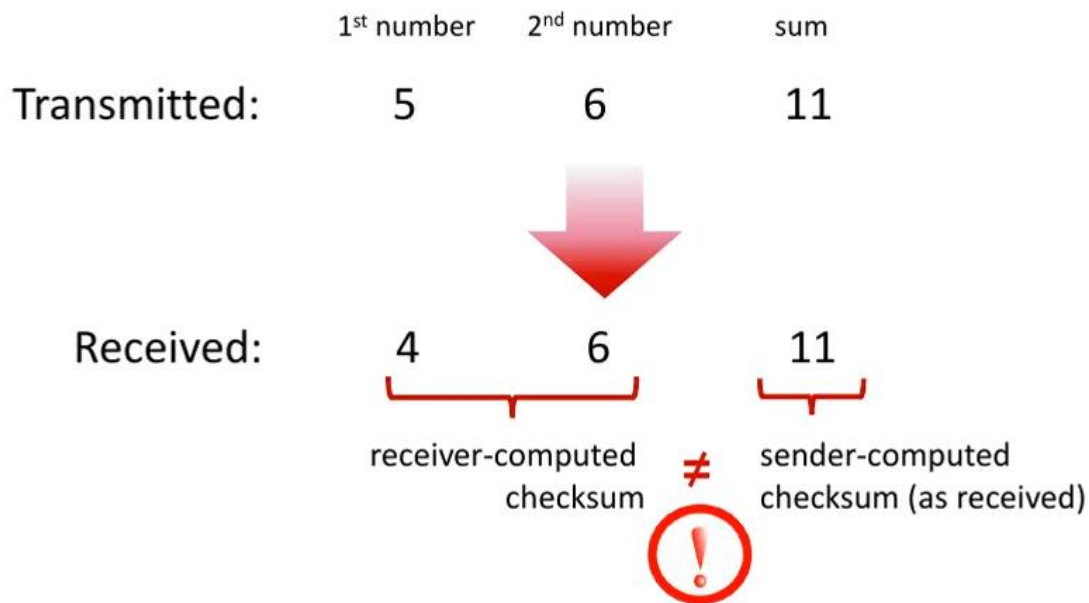 1st number 2nd number sum
Transmitted: 5 6 11
Received: 4 6 11
receiver-computed checksum
≠
sender-computed checksum (as received)
!